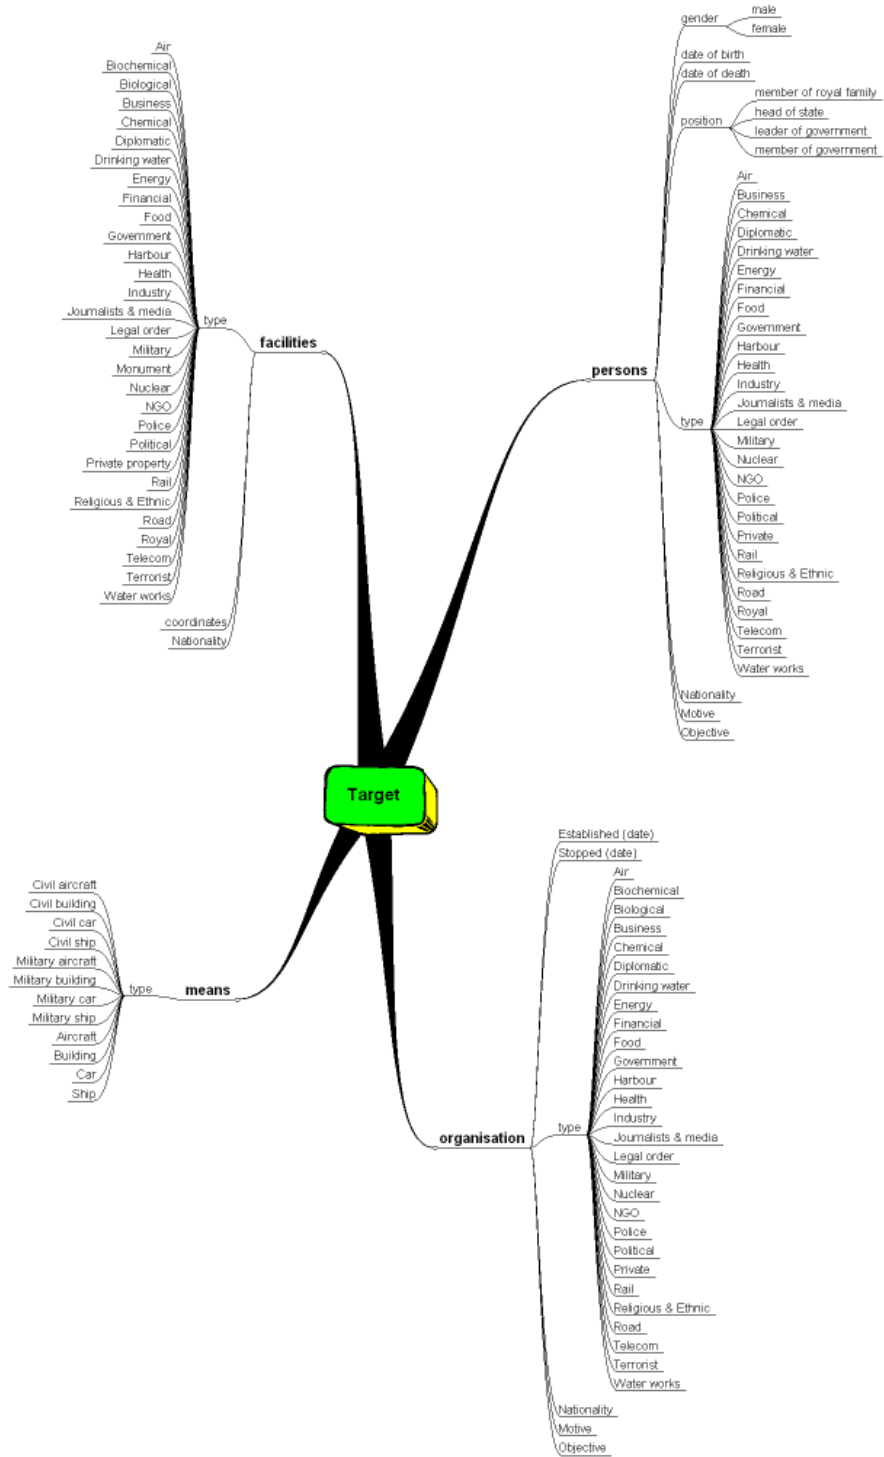 Target
facilities
type
Air
Biochemical
Biological
Business
Chemical
Diplomatic
Drinking water
Energy
Financial
Food
Government
Harbour
Health
Industry
Journalists & media
Legal order
Military
Monument
Nuclear
NGO
Police
Political
Private property
Rail
Religious & Ethnic
Road
Royal
Telecom
Terrorist
Water works
coordinates
Nationality
persons
gender
male
female
date of birth
date of death
position
member of royal family
head of state
leader of government
member of government
type
Air
Business
Chemical
Diplomatic
Drinking water
Energy
Financial
Food
Government
Harbour
Health
Industry
Journalists & media
Legal order
Military
Nuclear
NGO
Police
Political
Private
Rail
Religious & Ethnic
Road
Royal
Telecom
Terrorist
Water works
Nationality
Motive
Objective
means
type
Civil aircraft
Civil building
Civil car
Civil ship
Military aircraft
Military building
Military car
Military ship
Aircraft
Building
Car
Ship
organisation
Established (date)
Stopped (date)
type
Air
Biochemical
Biological
Business
Chemical
Diplomatic
Drinking water
Energy
Financial
Food
Government
Harbour
Health
Industry
Journalists & media
Legal order
Military
Nuclear
NGO
Police
Political
Private
Rail
Religious & Ethnic
Road
Telecom
Terrorist
Water works
Nationality
Motive
Objective